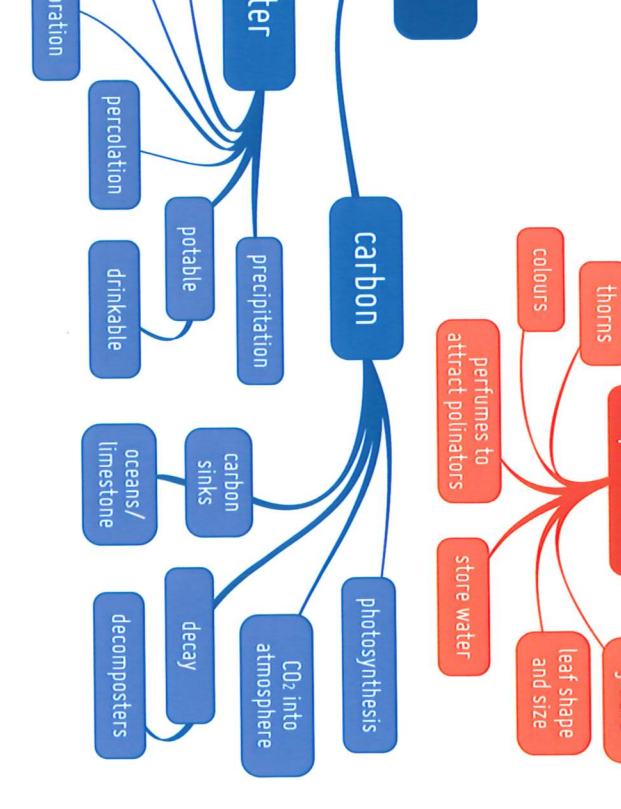 thorns
colours
leaf shape
and size
perfumes to
attract polinators
store water
carbon
photosynthesis
ter
precipitation
CO2 into
atmosphere
potable
carbon
sinks
decay
percolation
drinkable
oceans/
limestone
decomposters
ration